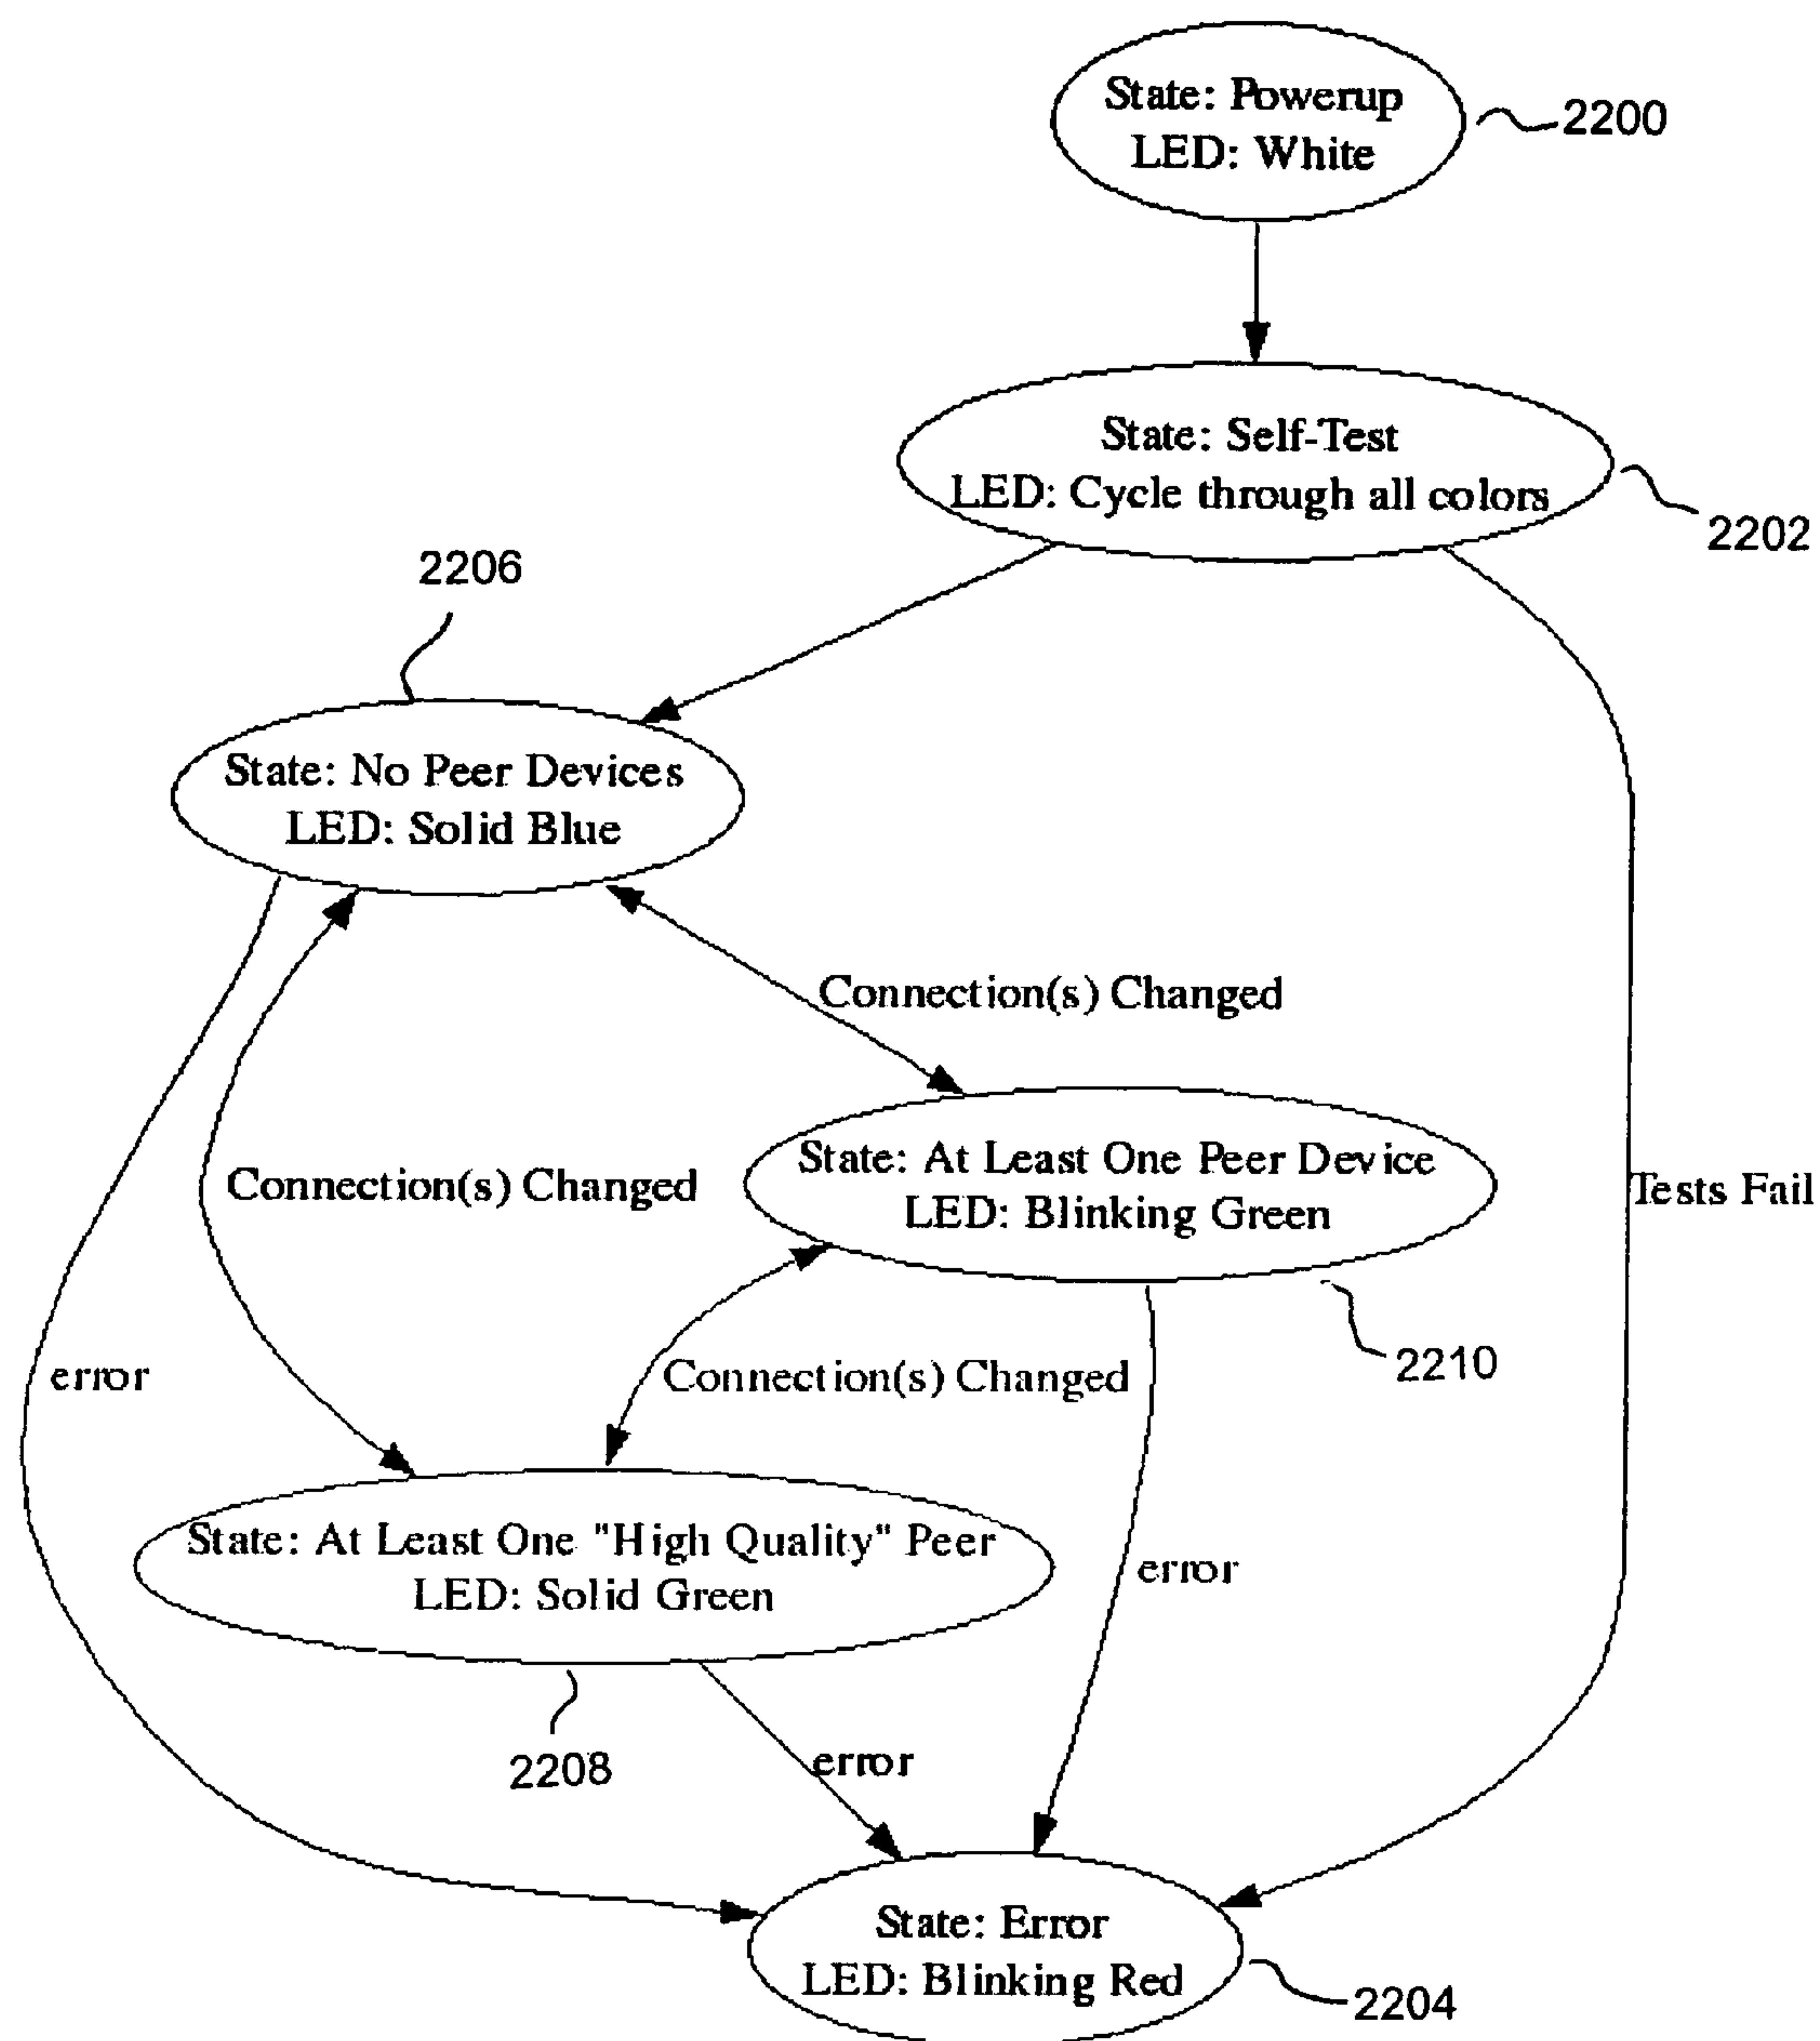 State: Powerup
LED: White
2200
State: Self-Test
LED: Cycle through all colors
2202
2206
State: No Peer Devices
LED: Solid Blue
Connection(s) Changed
State: At Least One Peer Device
LED: Blinking Green
Connection(s) Changed
Tests Fail
2210
error
Connection(s) Changed
State: At Least One "High Quality" Peer
LED: Solid Green
error
2208
error
State: Error
LED: Blinking Red
2204